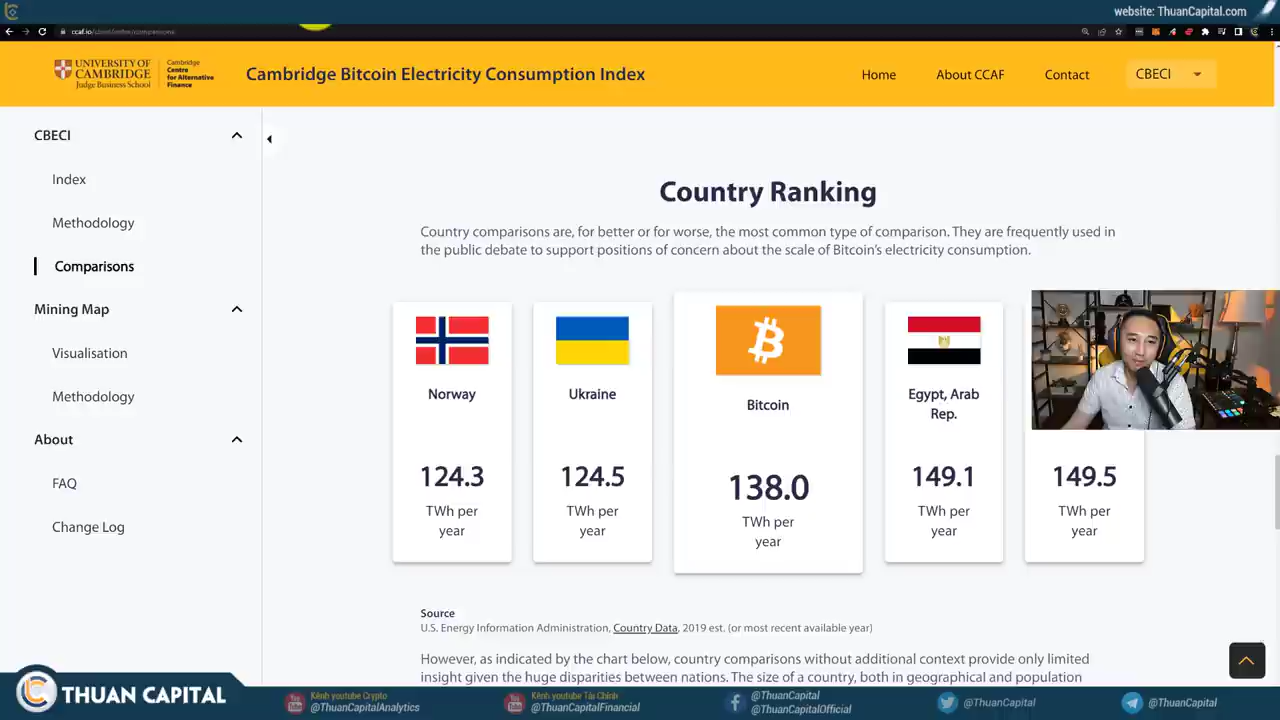 website: ThuanCapital.com
UNIVERSITY OF
CAMBRIDGE
Judge Business School
Cambridge
Centre
for Alternative
Finance
Cambridge Bitcoin Electricity Consumption Index
Home
About CCAF
Contact
CBECI
CBECI
Index
Methodology
Comparisons
Mining Map
Visualisation
Methodology
About
FAQ
Change Log
Country Ranking
Country comparisons are, for better or for worse, the most common type of comparison. They are frequently used in
the public debate to support positions of concern about the scale of Bitcoin's electricity consumption.
Norway
124.3
TWh per
year
Ukraine
124.5
TWh per
year
Bitcoin
138.0
TWh per
year
Egypt, Arab
Rep.
149.1
TWh per
year
149.5
TWh per
year
Source
U.S. Energy Information Administration, Country Data, 2019 est. (or most recent available year)
However, as indicated by the chart below, country comparisons without additional context provide only limited
insight given the huge disparities between nations. The size of a country, both in geographical and population
THUAN CAPITAL
Kênh youtube Crypto
@ThuanCapitalAnalytics
Kênh youtube Tài Chính
@ThuanCapitalFinancial
@ThuanCapital
@ThuanCapitalOfficial
@ThuanCapital
@ThuanCapital